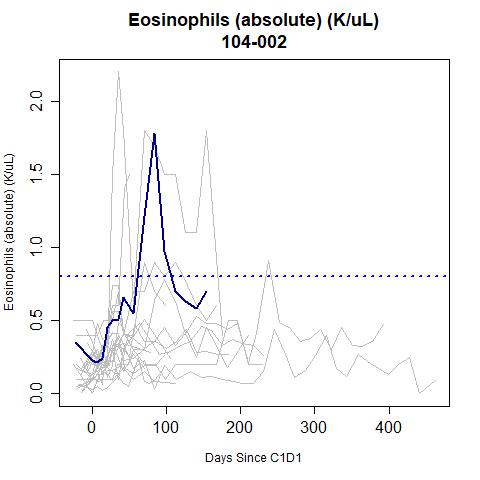 Eosinophils (absolute) (K/uL)
104-002
Eosinophils (absolute) (K/uL)
2.0
1.5
1.0
0.5
0.0
0 100 200 300 400
Days Since C1D1